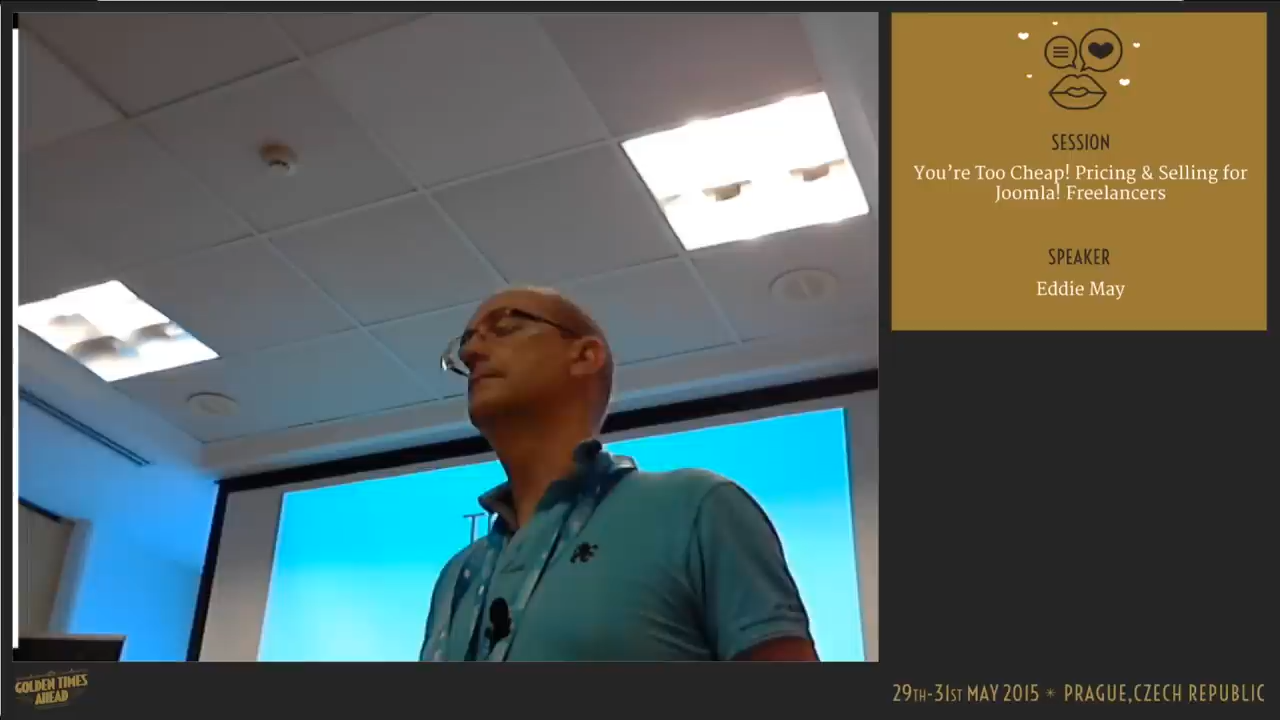 SESSION
You're Too Cheap! Pricing & Selling for
Joomla! Freelancers
SPEAKER
Eddie May
GOLDEN TIMES
AHEAD
29TH-31ST MAY 2015 * PRAGUE,CZECH REPUBLIC